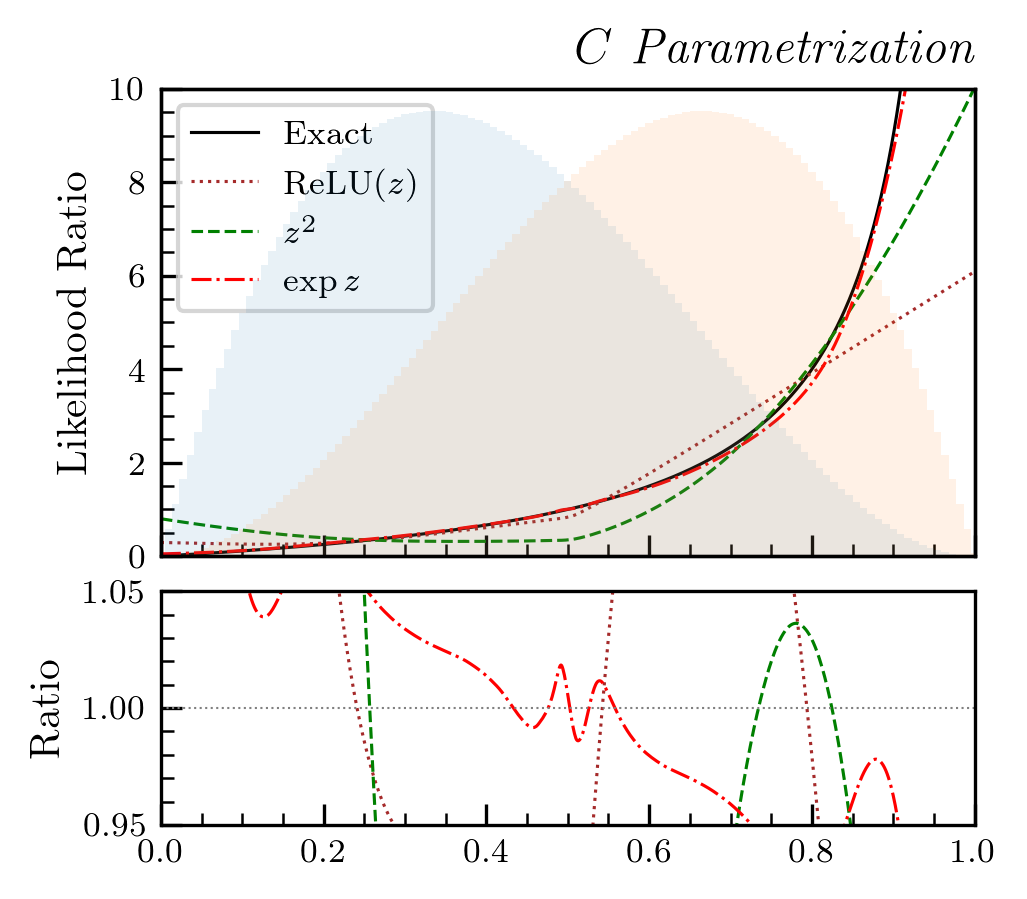 C Parametrization
10
8
6
4
2
0
Likelihood Ratio
Exact
ReLU(z)
z²
exp z
1.05
1.00
0.95
Ratio
0.0 0.2 0.4 0.6 0.8 1.0